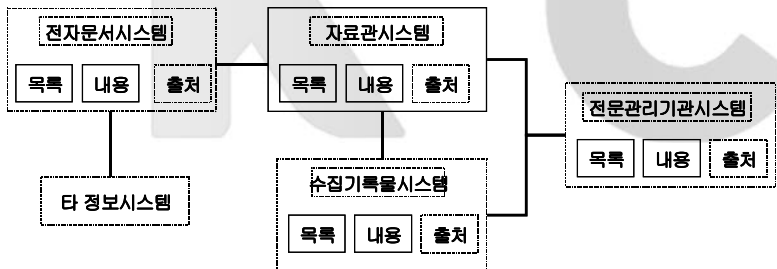 전자문서시스템
목록 내용 출처
자료관시스템
목록 내용 출처
전문관리기관시스템
목록 내용 출처
타 정보시스템
수집기록물시스템
목록 내용 출처